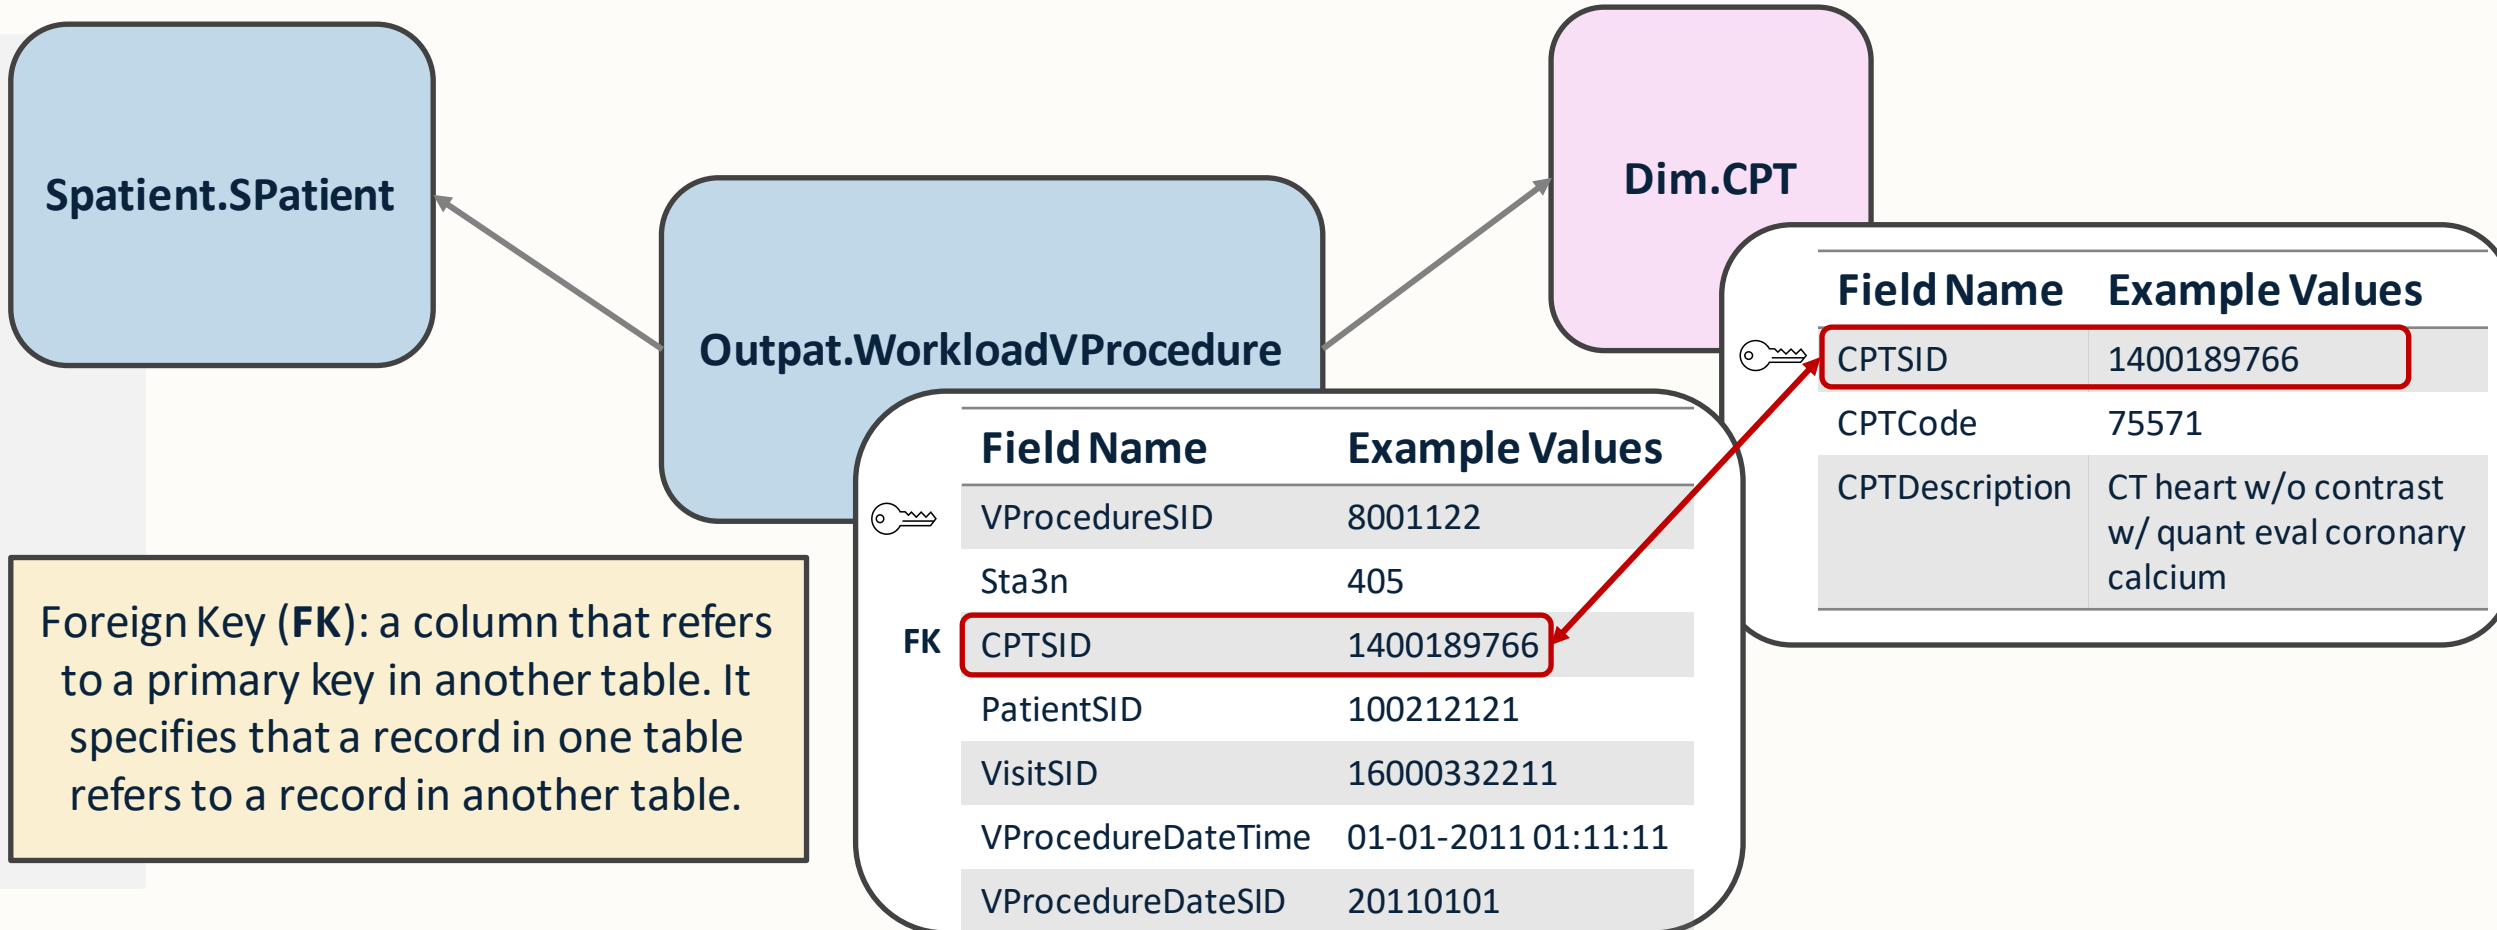 Spatient.SPatient
Outpat.WorkloadVProcedure
Dim.CPT
Field Name Example Values
CPTSID 1400189766
CPTCode 75571
CPTDescription CT heart w/o contrast
w/ quant eval coronary
calcium
Field Name Example Values
VProcedureSID 8001122
Sta3n 405
FK CPTSID 1400189766
PatientSID 100212121
VisitSID 16000332211
VProcedureDateTime 01-01-2011 01:11:11
VProcedureDateSID 20110101
Foreign Key (FK): a column that refers
to a primary key in another table. It
specifies that a record in one table
refers to a record in another table.